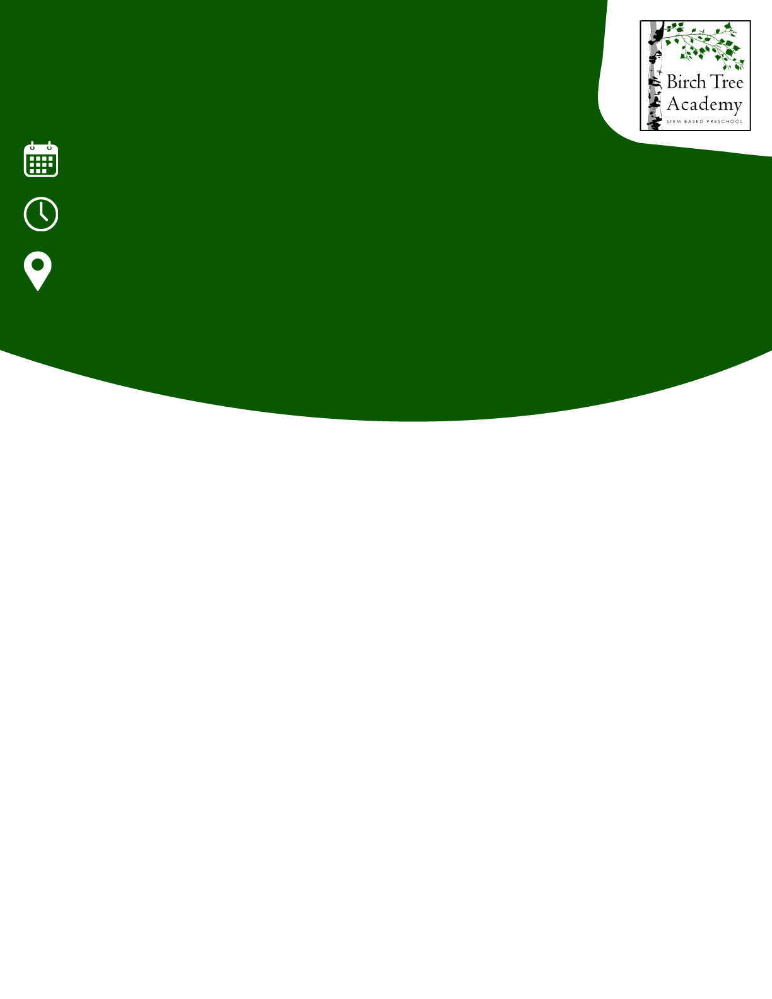 Birch Tree
Academy
STEM BASED PRESCHOOL